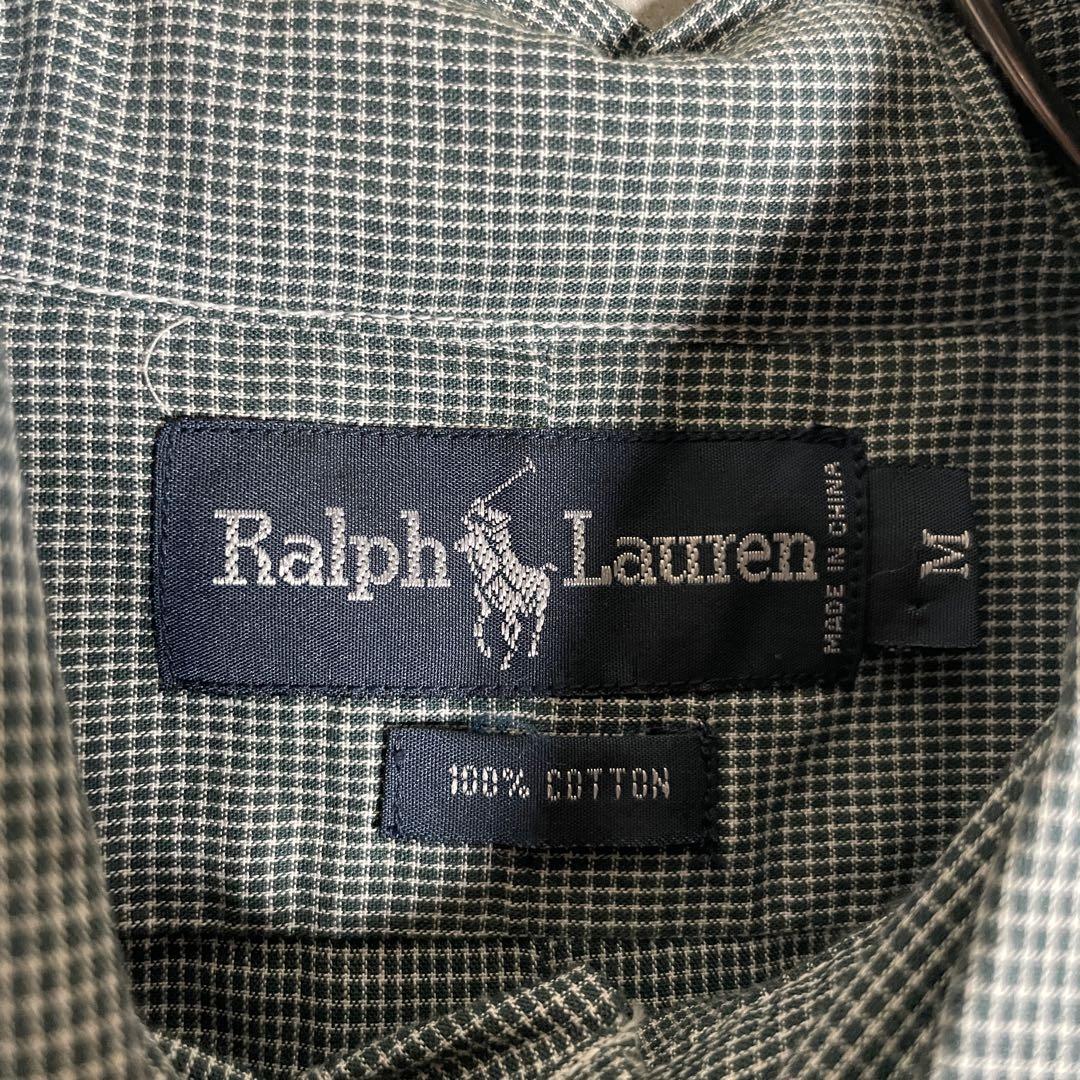 Ralph Lauren
MADE IN CHINA
M
100% COTTON